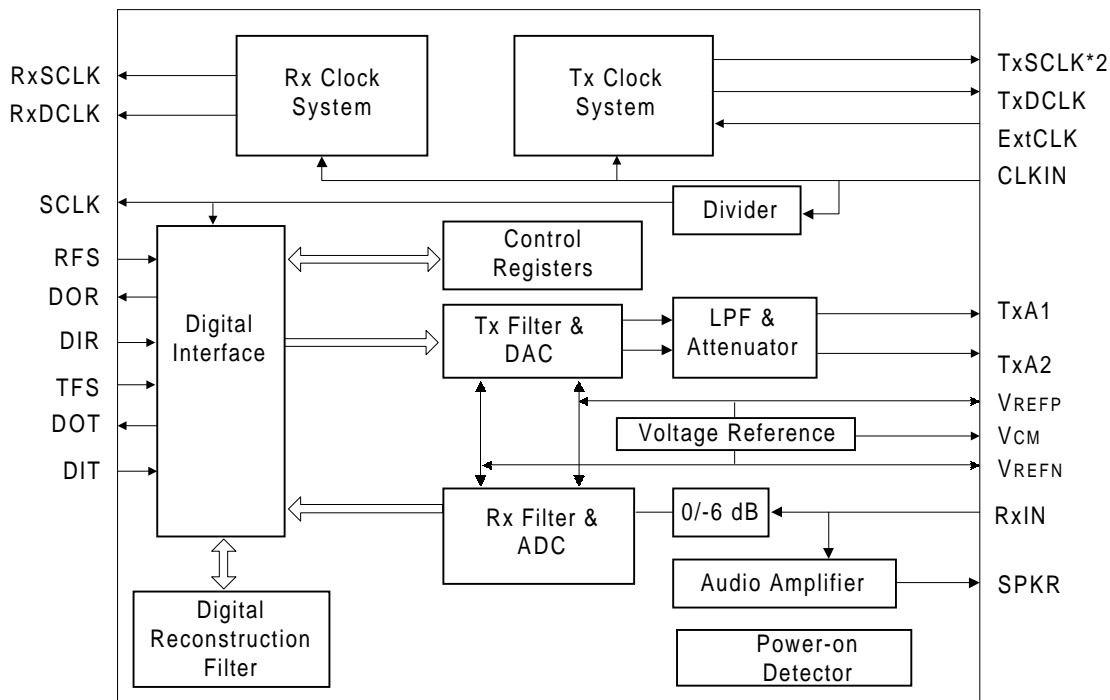 RxSCLK
RxDCLK
Rx Clock
System
Tx Clock
System
TxSCLK*2
TxDCLK
ExtCLK
CLKIN
SCLK
Divider
RFS
DOR
DIR
TFS
DOT
DIT
Digital
Interface
Control
Registers
Tx Filter &
DAC
LPF &
Attenuator
TxA1
TxA2
VREFP
Voltage Reference
VCM
VREFN
Rx Filter &
ADC
0/-6 dB
RxIN
Audio Amplifier
SPKR
Digital
Reconstruction
Filter
Power-on
Detector